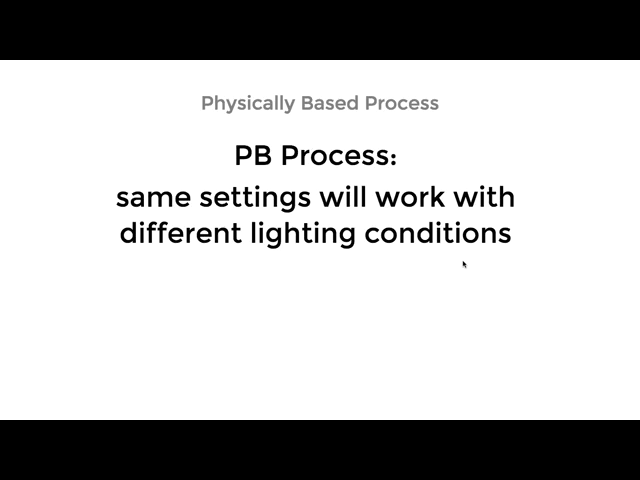 Physically Based Process
PB Process:
same settings will work with
different lighting conditions